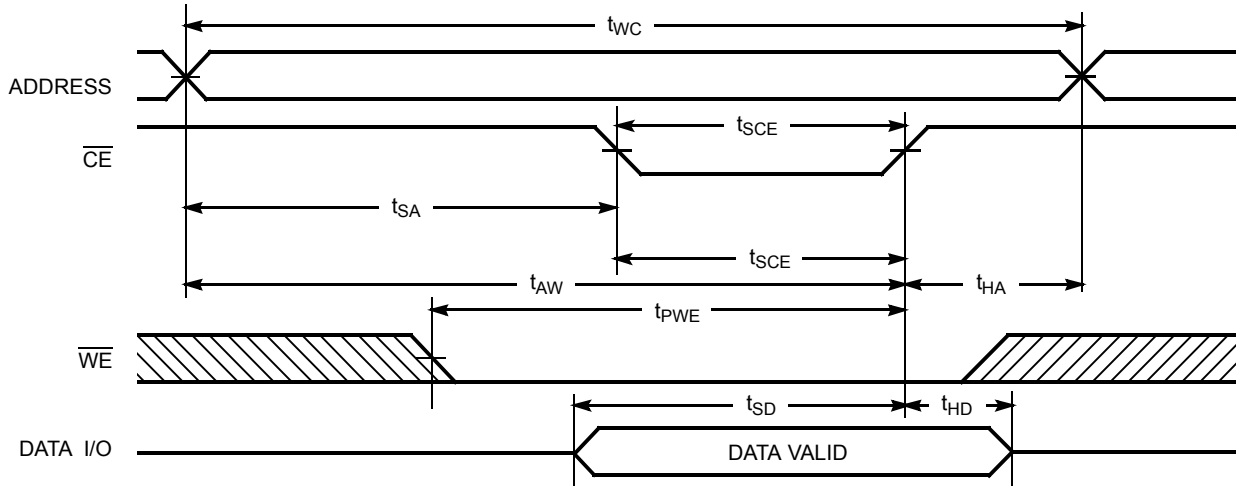 tWC
ADDRESS
tSCE
CE
tSA
tSCE
tAW
tHA
tPWE
WE
tSD
tHD
DATA I/O
DATA VALID